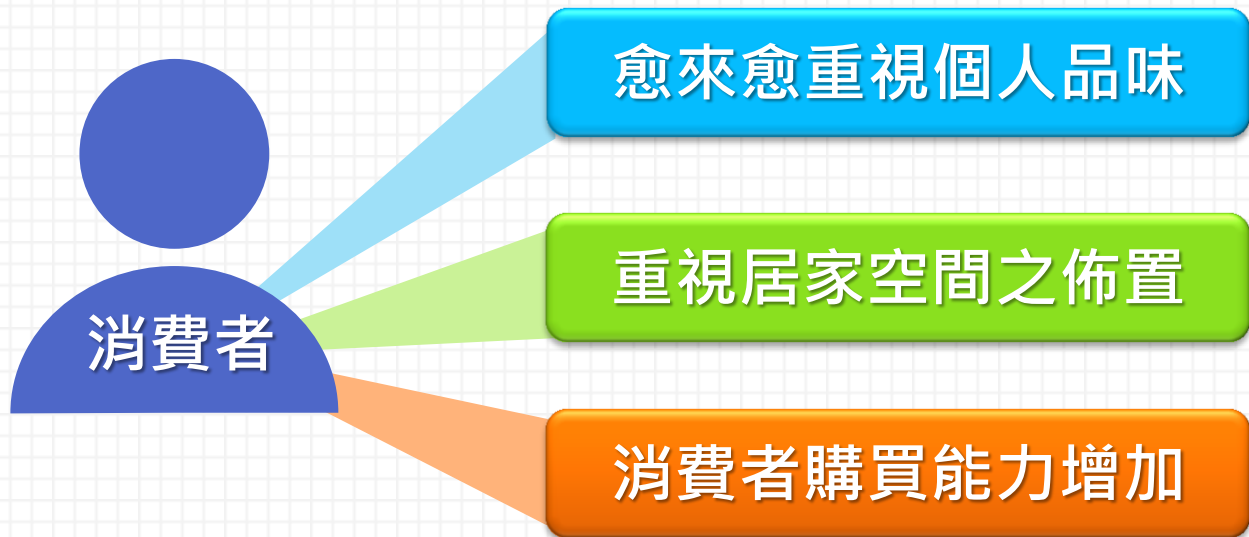 愈來愈重視個人品味
重視居家空間之佈置
消費者
消費者購買能力增加